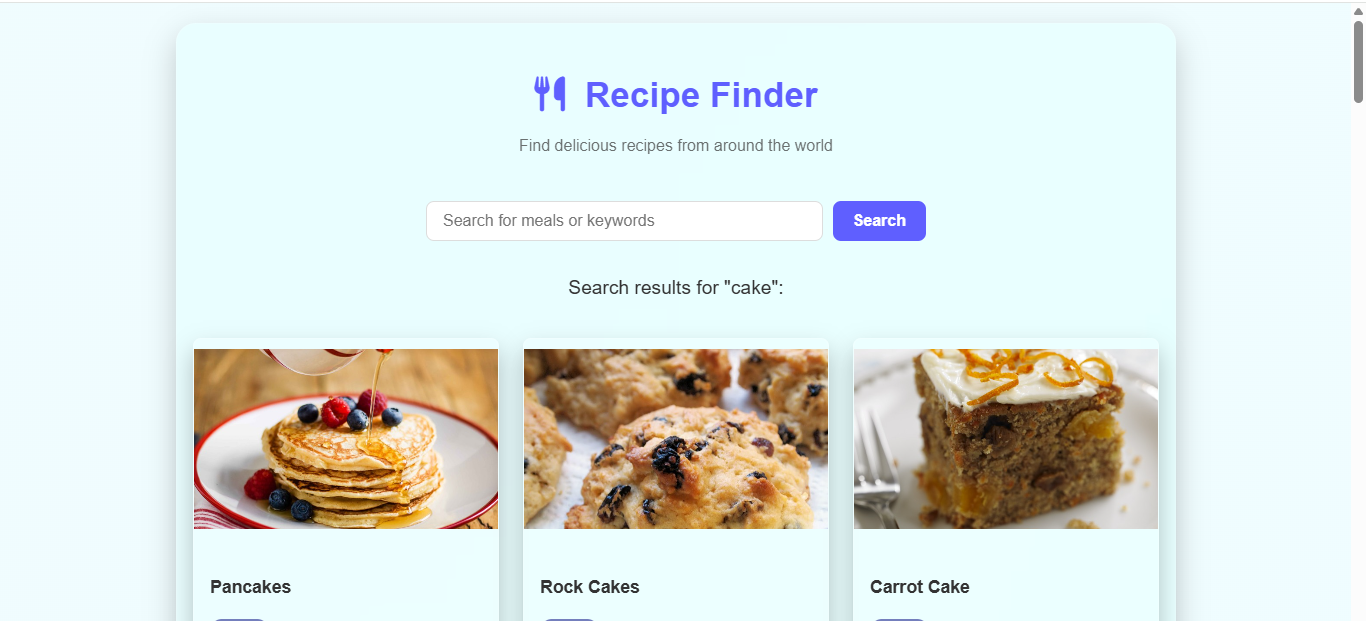 Recipe Finder
Find delicious recipes from around the world
Search for meals or keywords
Search
Search results for "cake":
Pancakes
Rock Cakes
Carrot Cake